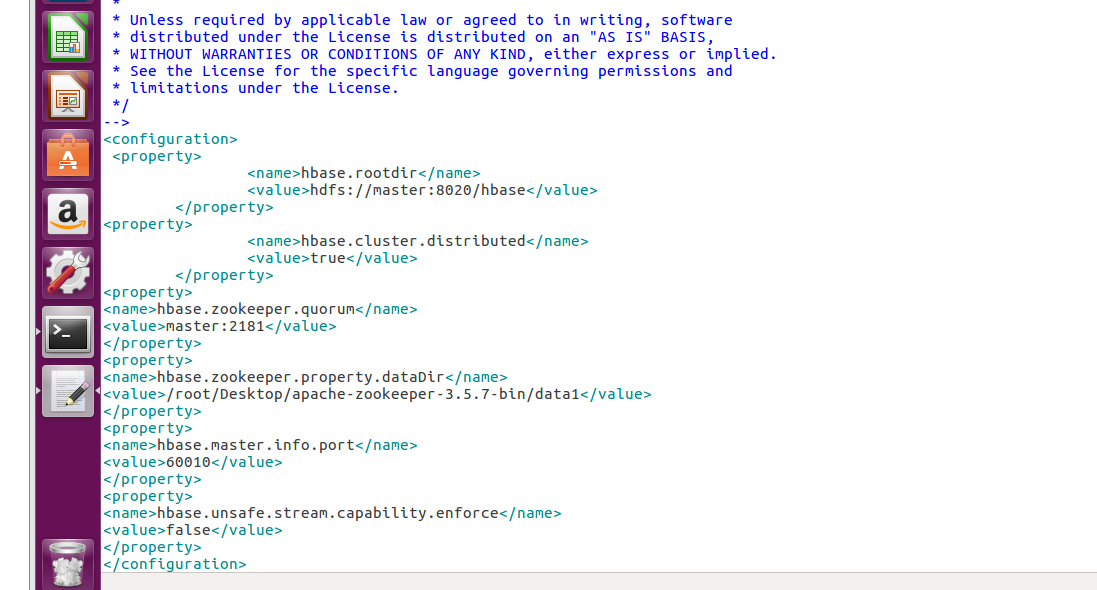 *
* Unless required by applicable law or agreed to in writing, software
* distributed under the License is distributed on an "AS IS" BASIS,
* WITHOUT WARRANTIES OR CONDITIONS OF ANY KIND, either express or implied.
* See the License for the specific language governing permissions and
* limitations under the License.
*/
-->
<configuration>
<property>
<name>hbase.rootdir</name>
<value>hdfs://master:8020/hbase</value>
</property>
<property>
<name>hbase.cluster.distributed</name>
<value>true</value>
</property>
<property>
<name>hbase.zookeeper.quorum</name>
<value>master:2181</value>
</property>
<property>
<name>hbase.zookeeper.property.dataDir</name>
<value>/root/Desktop/apache-zookeeper-3.5.7-bin/data1</value>
</property>
<property>
<name>hbase.master.info.port</name>
<value>60010</value>
</property>
<property>
<name>hbase.unsafe.stream.capability.enforce</name>
<value>false</value>
</property>
</configuration>